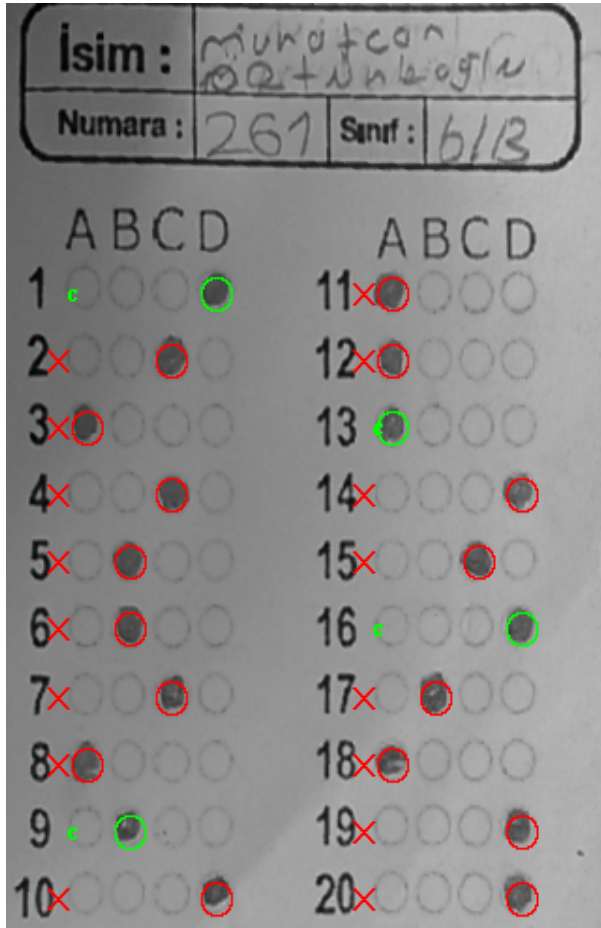 İsim :
Numara : 261 Sınıf : 6/B
A B C D
1 c
2 X
3 X
4 X
5 X
6 X
7 X
8 X
9 c
10 X
A B C D
11 X
12 X
13 c
14 X
15 X
16 c
17 X
18 X
19 X
20 X